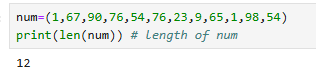 num=(1,67,90,76,54,76,23,9,65,1,98,54)
print(len(num)) # length of num
12